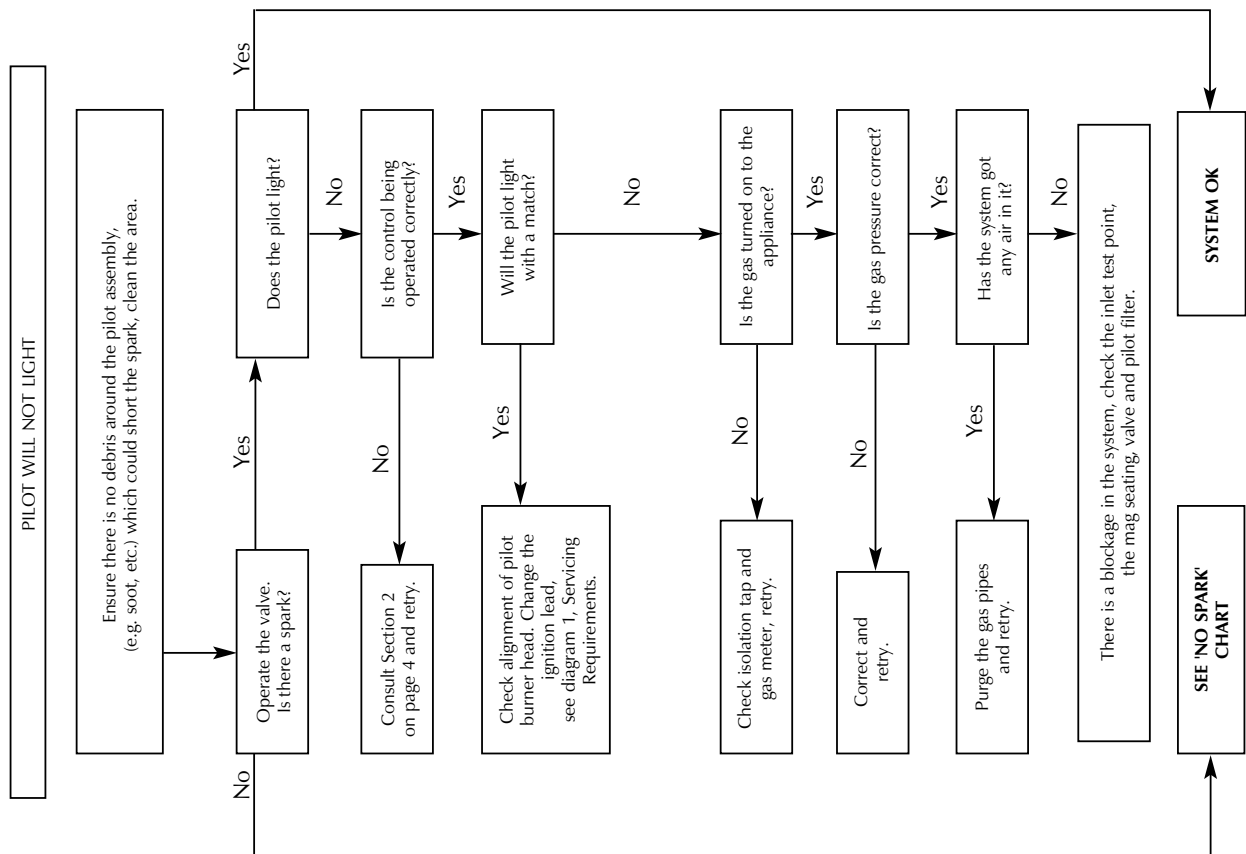 PILOT WILL NOT LIGHT
Ensure there is no debris around the pilot assembly,
(e.g. soot, etc.) which could short the spark, clean the area.
Operate the valve.
Is there a spark?
No
Yes
Does the pilot light?
Yes
No
Is the control being
operated correctly?
No
Consult Section 2
on page 4 and retry.
Yes
Will the pilot light
with a match?
Yes
Check alignment of pilot
burner head. Change the
ignition lead,
see diagram 1, Servicing
Requirements.
No
Is the gas turned on to the
appliance?
No
Check isolation tap and
gas meter, retry.
Yes
Is the gas pressure correct?
No
Correct and
retry.
Yes
Has the system got
any air in it?
Yes
Purge the gas pipes
and retry.
No
There is a blockage in the system, check the inlet test point,
the mag seating, valve and pilot filter.
SEE 'NO SPARK'
CHART
SYSTEM OK